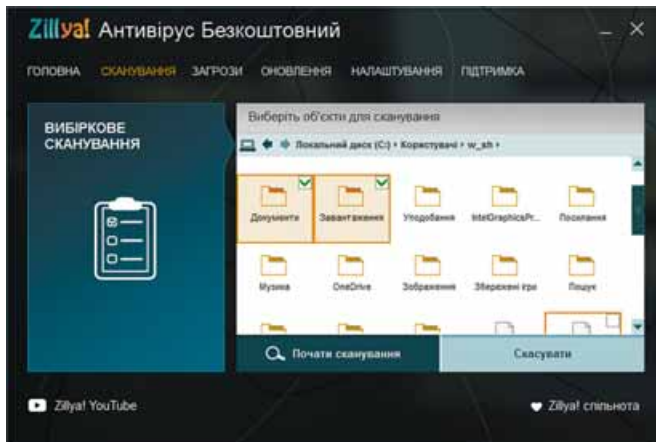 Zillya! Антивірус Безкоштовний
ГОЛОВНА СКАНУВАННЯ ЗАГРОЗИ ОНОВЛЕННЯ НАЛАШТУВАННЯ ПІДТРИМКА
ВИБІРКОВЕ
СКАНУВАННЯ
Виберіть об'єкти для сканування
Локальний диск (C:) Користувачі w_sh
Документи Завантаження Уподобання IntelGraphicsPr... Посилання
Музика OneDrive Зображення Збережені ігри Пошук
Почати сканування Скасувати
Zillya! YouTube Zillya! спільнота